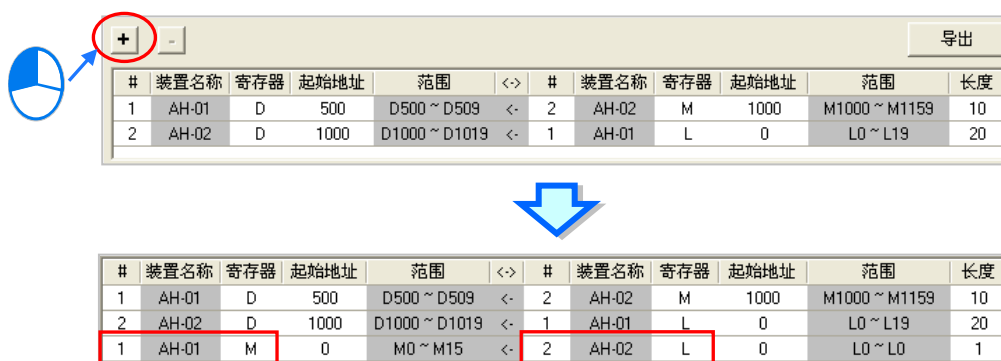 + - 导出
# 装置名称 寄存器 起始地址 范围 <-> # 装置名称 寄存器 起始地址 范围 长度
1 AH-01 D 500 D500 ~ D509 <- 2 AH-02 M 1000 M1000 ~ M1159 10
2 AH-02 D 1000 D1000 ~ D1019 <- 1 AH-01 L 0 L0 ~ L19 20
# 装置名称 寄存器 起始地址 范围 <-> # 装置名称 寄存器 起始地址 范围 长度
1 AH-01 D 500 D500 ~ D509 <- 2 AH-02 M 1000 M1000 ~ M1159 10
2 AH-02 D 1000 D1000 ~ D1019 <- 1 AH-01 L 0 L0 ~ L19 20
1 AH-01 M 0 M0 ~ M15 <- 2 AH-02 L 0 L0 ~ L0 1